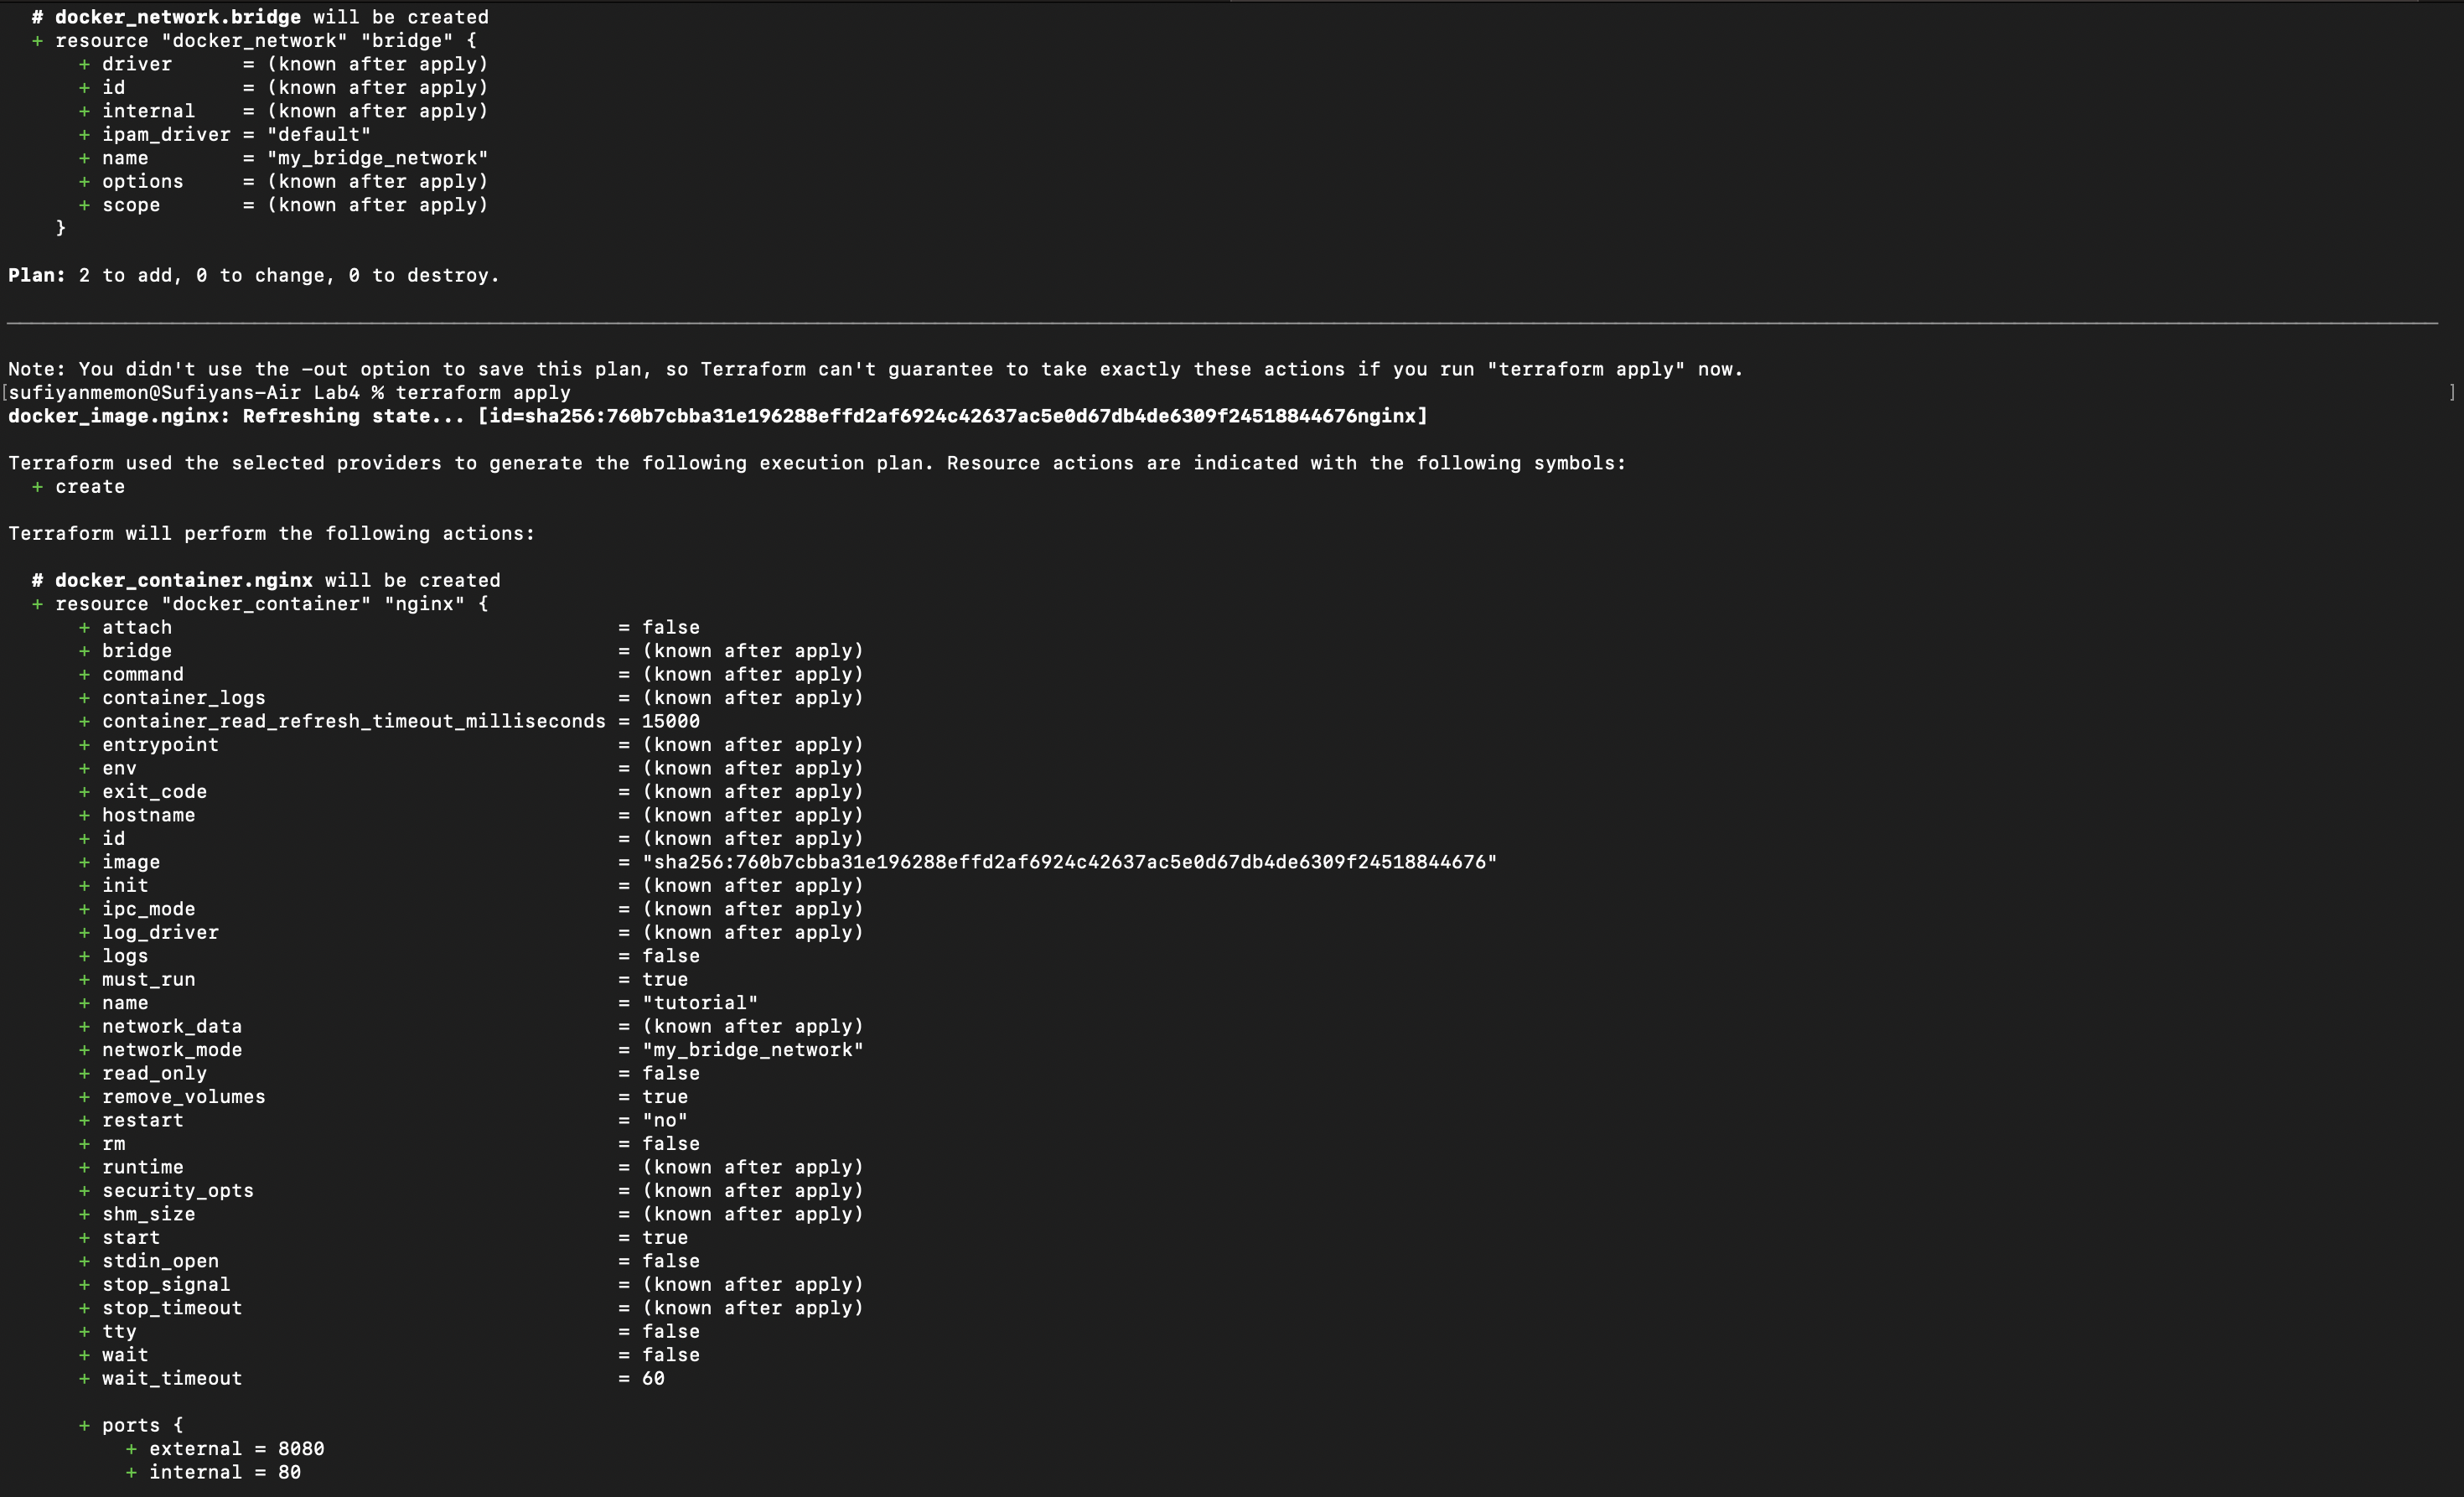 # docker_network.bridge will be created
+ resource "docker_network" "bridge" {
+ driver = (known after apply)
+ id = (known after apply)
+ internal = (known after apply)
+ ipam_driver = "default"
+ name = "my_bridge_network"
+ options = (known after apply)
+ scope = (known after apply)
}
Plan: 2 to add, 0 to change, 0 to destroy.
Note: You didn't use the -out option to save this plan, so Terraform can't guarantee to take exactly these actions if you run "terraform apply" now.
[sufiyanmemon@Sufiyans-Air Lab4 % terraform apply ]
docker_image.nginx: Refreshing state... [id=sha256:760b7cbba31e196288effd2af6924c42637ac5e0d67db4de6309f24518844676nginx]
Terraform used the selected providers to generate the following execution plan. Resource actions are indicated with the following symbols:
+ create
Terraform will perform the following actions:
# docker_container.nginx will be created
+ resource "docker_container" "nginx" {
+ attach = false
+ bridge = (known after apply)
+ command = (known after apply)
+ container_logs = (known after apply)
+ container_read_refresh_timeout_milliseconds = 15000
+ entrypoint = (known after apply)
+ env = (known after apply)
+ exit_code = (known after apply)
+ hostname = (known after apply)
+ id = (known after apply)
+ image = "sha256:760b7cbba31e196288effd2af6924c42637ac5e0d67db4de6309f24518844676"
+ init = (known after apply)
+ ipc_mode = (known after apply)
+ log_driver = (known after apply)
+ logs = false
+ must_run = true
+ name = "tutorial"
+ network_data = (known after apply)
+ network_mode = "my_bridge_network"
+ read_only = false
+ remove_volumes = true
+ restart = "no"
+ rm = false
+ runtime = (known after apply)
+ security_opts = (known after apply)
+ shm_size = (known after apply)
+ start = true
+ stdin_open = false
+ stop_signal = (known after apply)
+ stop_timeout = (known after apply)
+ tty = false
+ wait = false
+ wait_timeout = 60
+ ports {
+ external = 8080
+ internal = 80